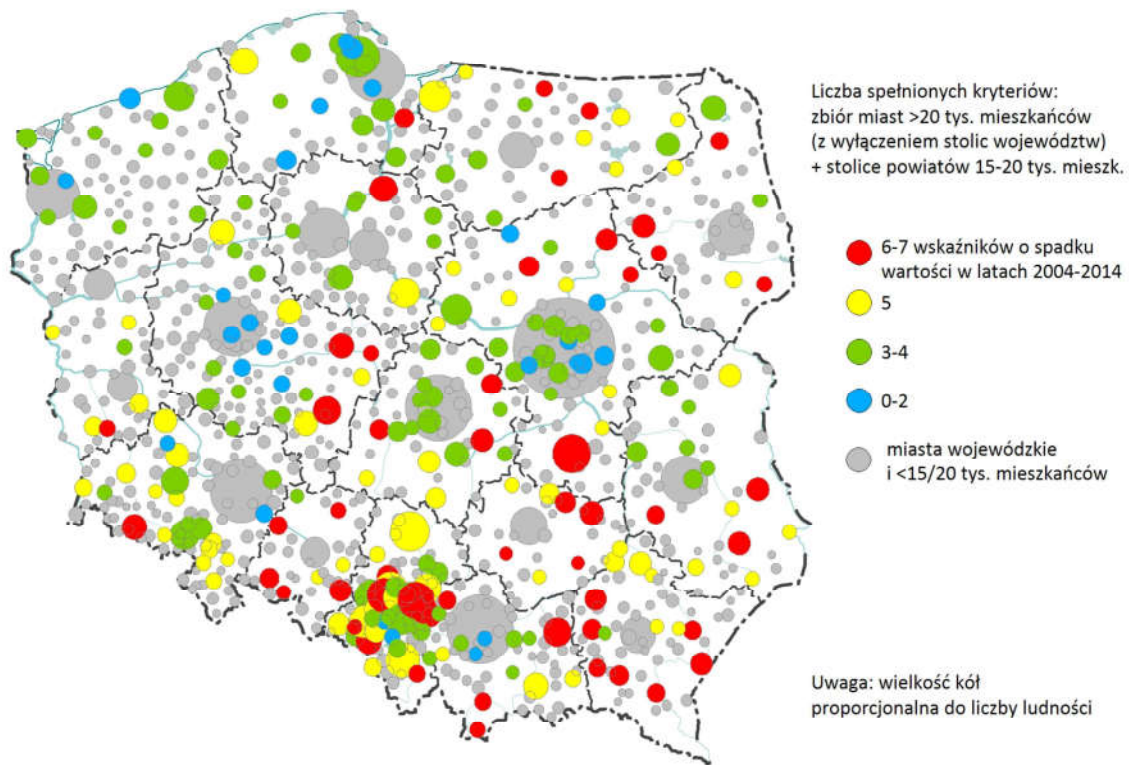 Liczba spełnionych kryteriów:
zbiór miast >20 tys. mieszkańców
(z wyłączeniem stolic województw)
+ stolice powiatów 15-20 tys. mieszk.
6-7 wskaźników o spadku
wartości w latach 2004-2014
5
3-4
0-2
miasta wojewódzkie
i <15/20 tys. mieszkańców
Uwaga: wielkość kół
proporcjonalna do liczby ludności